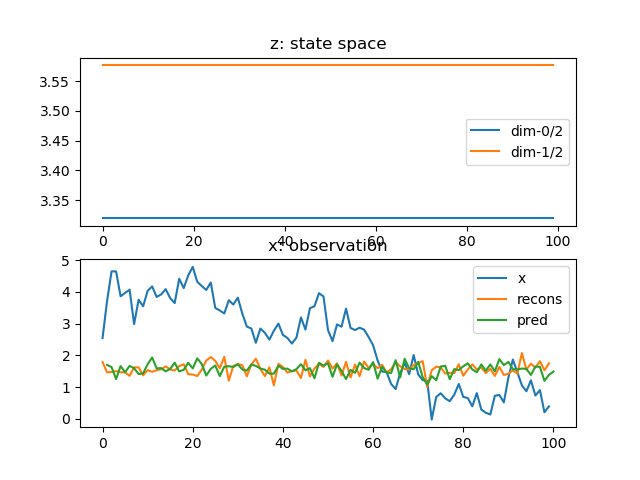 z: state space
3.55
3.50
3.45
3.40
3.35
dim-0/2
dim-1/2
0 20 40 60 80 100
x: observation
5
4
3
2
1
0
x
recons
pred
0 20 40 60 80 100